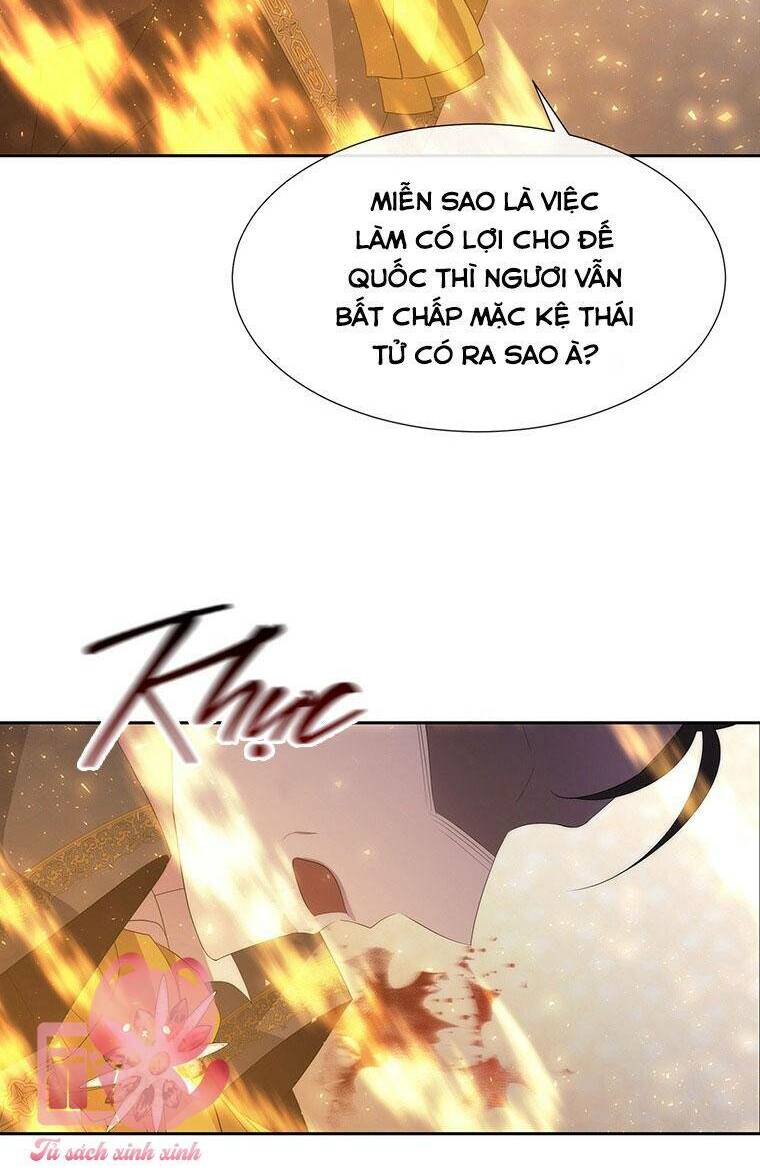 MIỄN SAO LÀ VIỆC
LÀM CÓ LỢI CHO ĐẾ
QUỐC THÌ NGƯƠI VẪN
BẤT CHẤP MẶC KỆ THÁI
TỬ CÓ RA SAO À?
Khực
Tủ sách xinh xinh